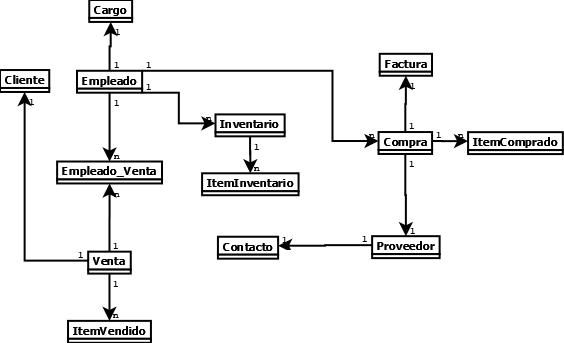 Cargo
1
1
Cliente
1
Empleado
1
1
1
Factura
1
n
Inventario
1
n
Compra
1
1
1
n
ItemComprado
1
n
Empleado_Venta
n
n
ItemInventario
Contacto
1
1
Proveedor
1
1
1
Venta
1
n
ItemVendido